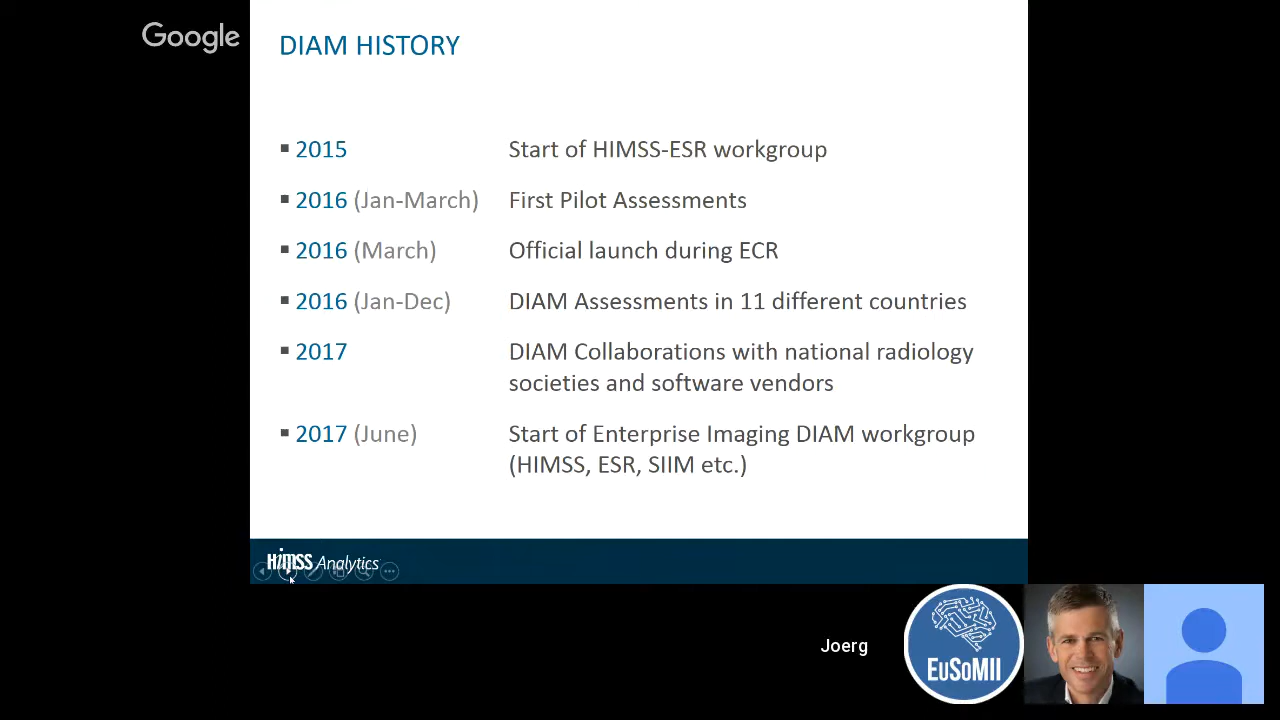 Google
DIAM HISTORY
▪ 2015 Start of HIMSS-ESR workgroup
▪ 2016 (Jan-March) First Pilot Assessments
▪ 2016 (March) Official launch during ECR
▪ 2016 (Jan-Dec) DIAM Assessments in 11 different countries
▪ 2017 DIAM Collaborations with national radiology
societies and software vendors
▪ 2017 (June) Start of Enterprise Imaging DIAM workgroup
(HIMSS, ESR, SIIM etc.)
HiMSS Analytics
Joerg
EuSoMII